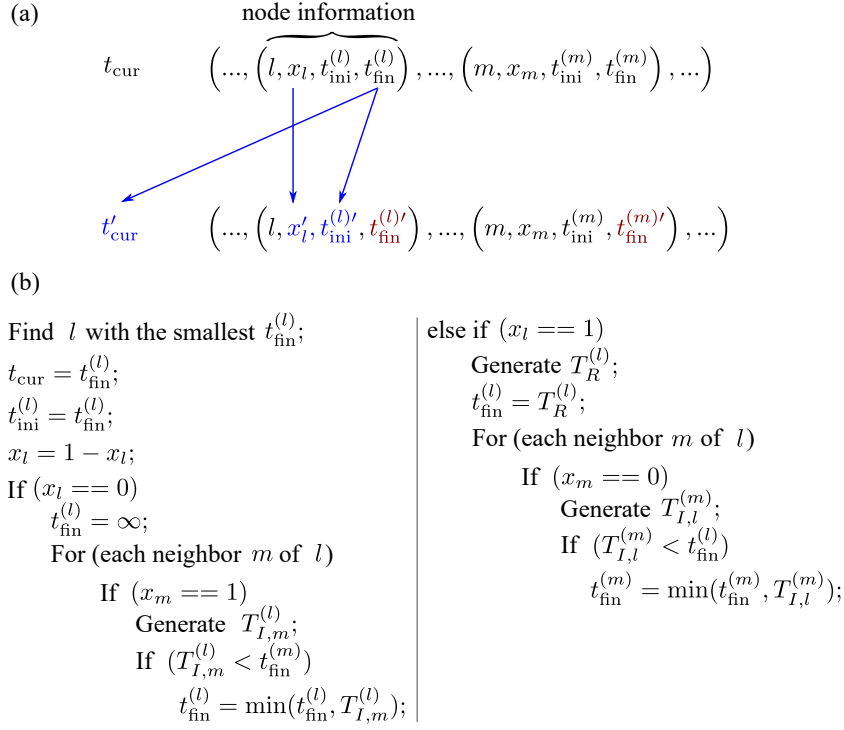 (a)
node information
t_cur (..., (l, x_l, t_ini^(l), t_fin^(l)), ..., (m, x_m, t_ini^(m), t_fin^(m)), ...)
t'_cur (..., (l, x'_l, t_ini^(l)′, t_fin^(l)′), ..., (m, x_m, t_ini^(m), t_fin^(m)′), ...)
(b)
Find l with the smallest t_fin^(l);
t_cur = t_fin^(l);
t_ini^(l) = t_fin^(l);
x_l = 1 − x_l;
If (x_l == 0)
t_fin^(l) = ∞;
For (each neighbor m of l)
If (x_m == 1)
Generate T_{I,m}^(l);
If (T_{I,m}^(l) < t_fin^(m))
t_fin^(l) = min(t_fin^(l), T_{I,m}^(l));
else if (x_l == 1)
Generate T_R^(l);
t_fin^(l) = T_R^(l);
For (each neighbor m of l)
If (x_m == 0)
Generate T_{I,l}^(m);
If (T_{I,l}^(m) < t_fin^(l))
t_fin^(m) = min(t_fin^(m), T_{I,l}^(m));